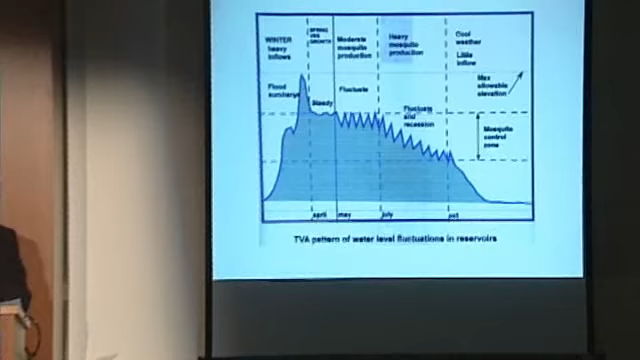 WINTER
heavy
inflows
SPRING
VEG
GROWTH
Moderate
mosquito
production
Heavy
mosquito
production
Cool
weather
Little
inflow
Flood
surcharge
Steady
Fluctuate
Fluctuate
and
recession
Max
allowable
elevation
Mosquito
control
zone
april
may
july
oct
TVA pattern of water level fluctuations in reservoirs